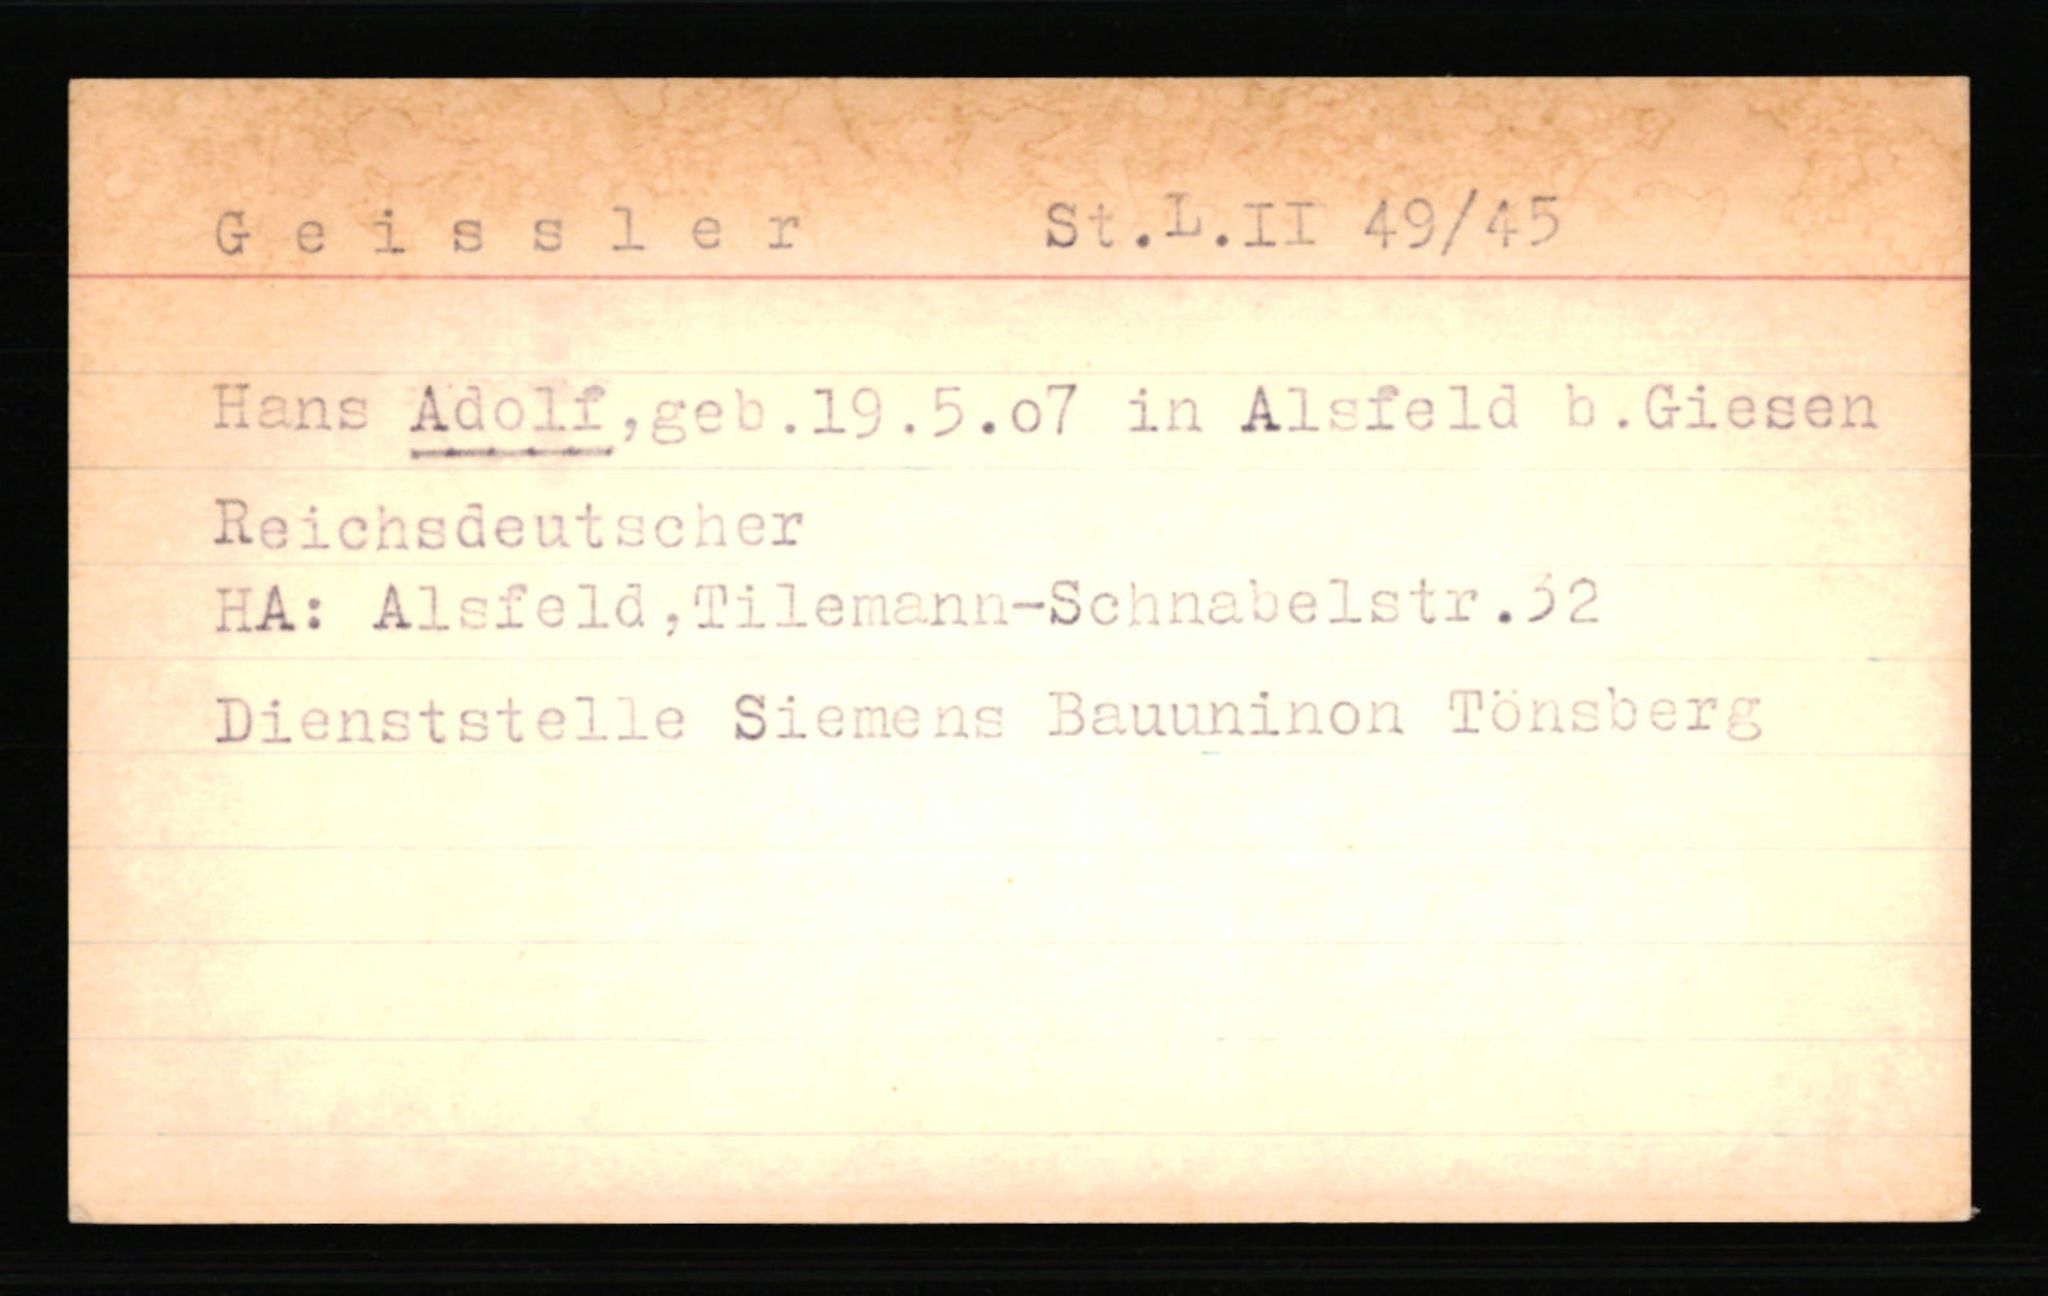 Geissler St.L.II 49/45
Hans Adolf,geb.19.5.o7 in Alsfeld b.Giesen
Reichsdeutscher
HA: Alsfeld,Tilemann-Schnabelstr.32
Dienststelle Siemens Bauuninon Tönsberg